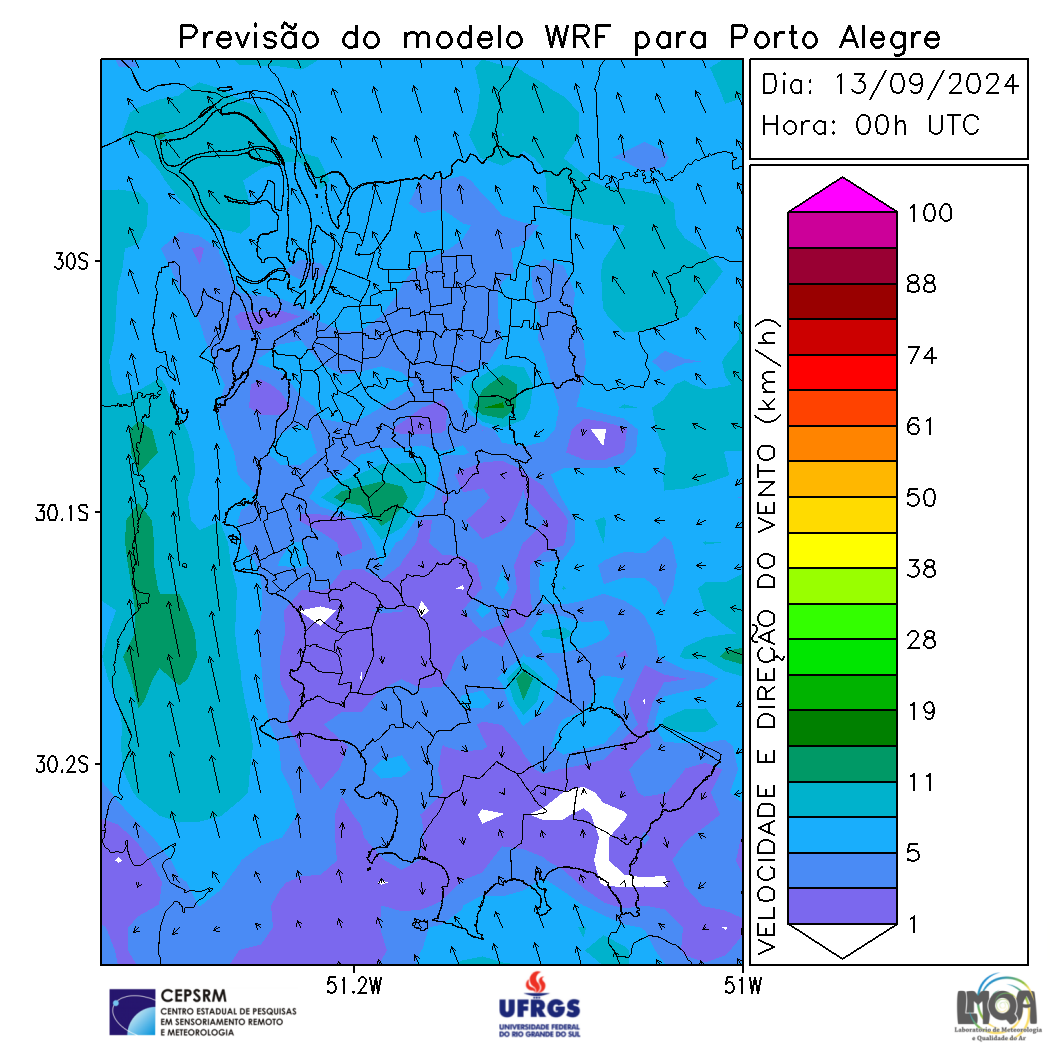 Previsão do modelo WRF para Porto Alegre
Dia: 13/09/2024
Hora: 00h UTC
30S
30.1S
30.2S
51.2W
51W
VELOCIDADE E DIREÇÃO DO VENTO (km/h)
100
88
74
61
50
38
28
19
11
5
1
CEPSRM
CENTRO ESTADUAL DE PESQUISAS
EM SENSORIAMENTO REMOTO
E METEOROLOGIA
UFRGS
UNIVERSIDADE FEDERAL
DO RIO GRANDE DO SUL
LMQA
Laboratório de Meteorologia
e Qualidade do Ar